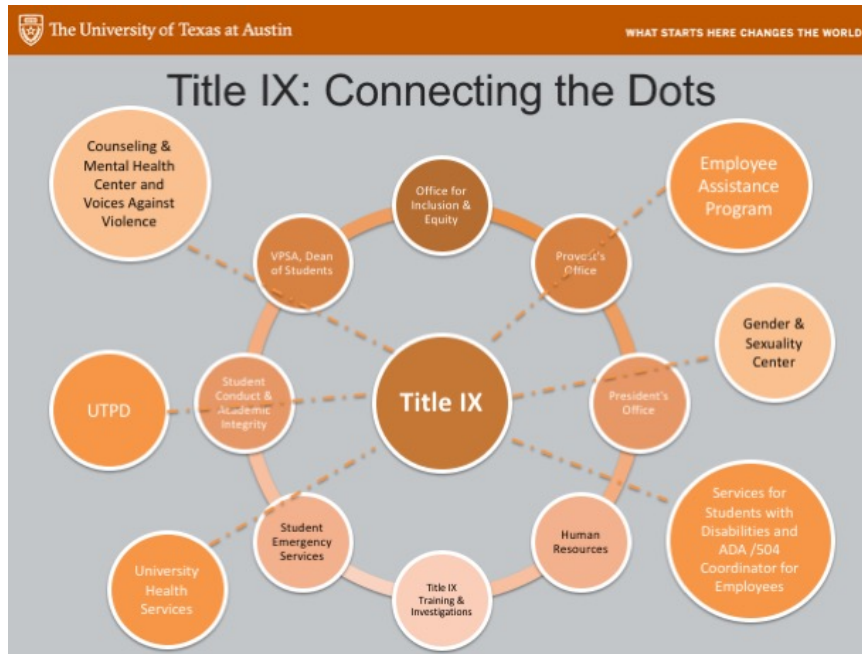 The University of Texas at Austin
WHAT STARTS HERE CHANGES THE WORLD
Title IX: Connecting the Dots
Counseling &
Mental Health
Center and
Voices Against
Violence
Office for
Inclusion &
Equity
Employee
Assistance
Program
VPSA, Dean
of Students
Provost's
Office
Gender &
Sexuality
Center
UTPD
Student
Conduct &
Academic
Integrity
Title IX
President's
Office
Student
Emergency
Services
Human
Resources
Services for
Students with
Disabilities and
ADA /504
Coordinator for
Employees
University
Health
Services
Title IX
Training &
Investigations